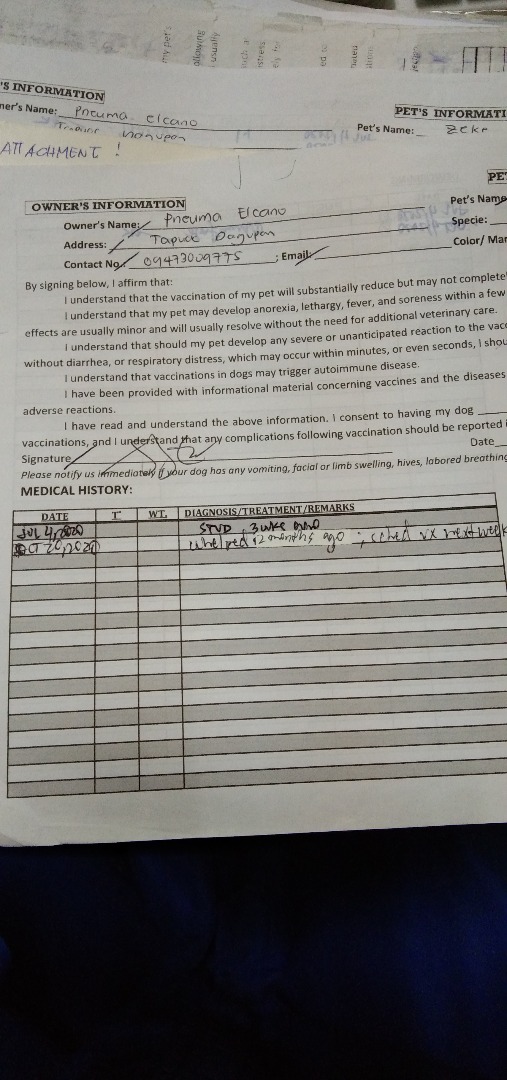 'S INFORMATION
ner's Name: Pneuma Elcano
PET'S INFORMATI
Pet's Name:
ATTACHMENT !
PE
OWNER'S INFORMATION
Owner's Name: Pneuma Elcano
Pet's Name
Address: Tapuac Dagupan
Specie:
Contact No. 09473009775 ; Email:
Color/ Mar
By signing below, I affirm that:
I understand that the vaccination of my pet will substantially reduce but may not complete
I understand that my pet may develop anorexia, lethargy, fever, and soreness within a few
effects are usually minor and will usually resolve without the need for additional veterinary care.
I understand that should my pet develop any severe or unanticipated reaction to the vacc
without diarrhea, or respiratory distress, which may occur within minutes, or even seconds, I shou
I understand that vaccinations in dogs may trigger autoimmune disease.
I have been provided with informational material concerning vaccines and the diseases
adverse reactions.
I have read and understand the above information. I consent to having my dog
vaccinations, and I understand that any complications following vaccination should be reported i
Signature
Date
Please notify us immediately if your dog has any vomiting, facial or limb swelling, hives, labored breathing
MEDICAL HISTORY:
DATE T WT. DIAGNOSIS/TREATMENT/REMARKS
JUL 4, 2020 STUD, 3 wks ago
Oct 20, 2020 whelped 2 months ago ; sched vx next week